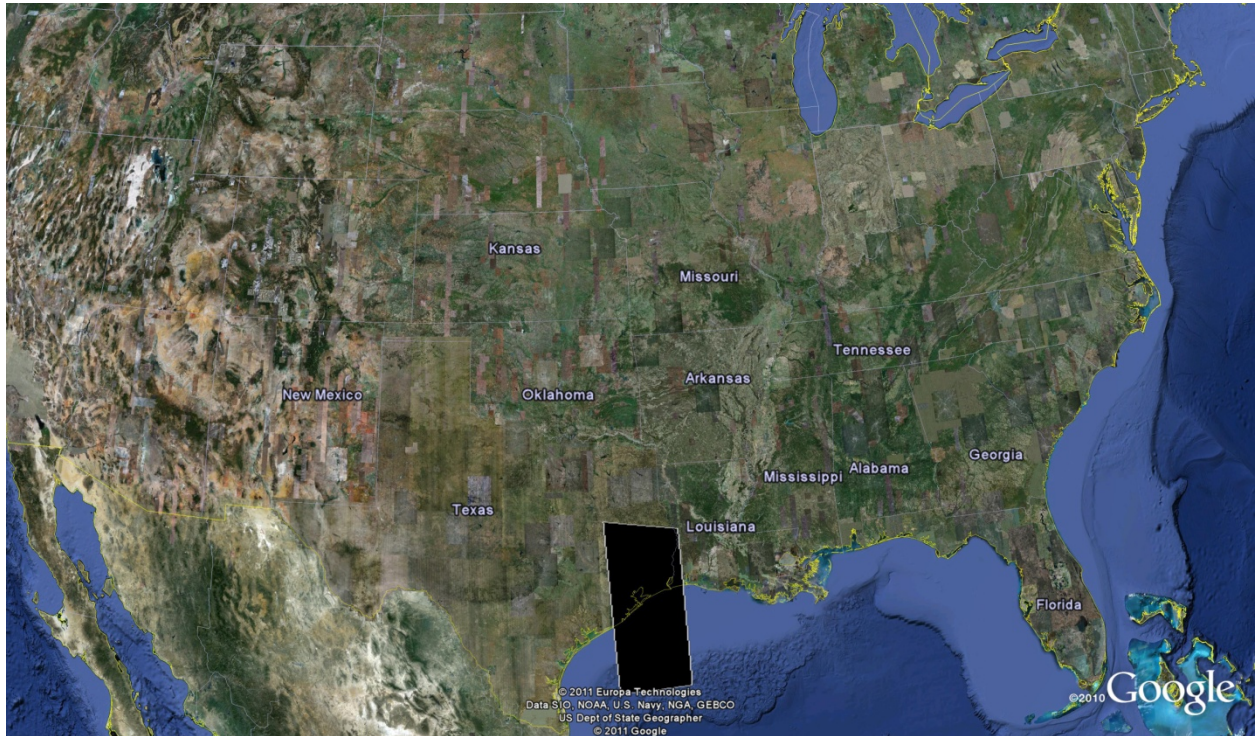 Kansas
Missouri
Tennessee
Arkansas
New Mexico
Oklahoma
Georgia
Alabama
Mississippi
Texas
Louisiana
Florida
© 2011 Europa Technologies
Data SIO, NOAA, U.S. Navy, NGA, GEBCO
US Dept of State Geographer
© 2011 Google
©2010 Google